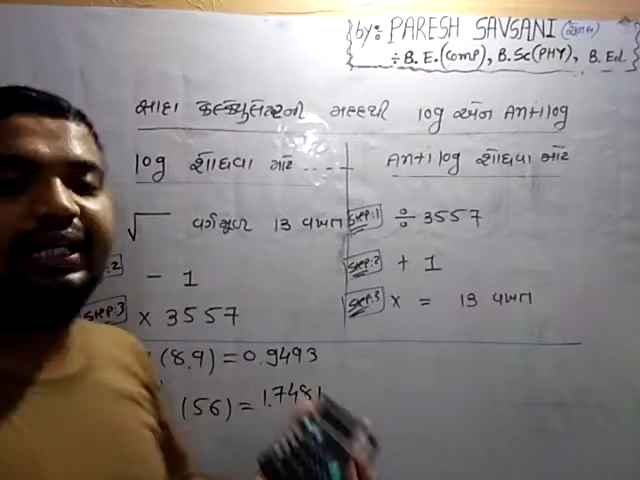 by: PARESH SAVSANI
÷ B. E.(comp), B.Sc(PHY), B. Ed
સાદા કેલ્ક્યુલેટરની મદદથી log અને Antilog
log શોધવા માટે ....
Antilog શોધવા માટે
√ વર્ગમૂળ 13 વખત
Step:1 ÷ 3557
:2 - 1
Step:2 + 1
Step:3 × 3557
Step:3 × = 13 વખત
(8.9) = 0.9493
(56) = 1.7481